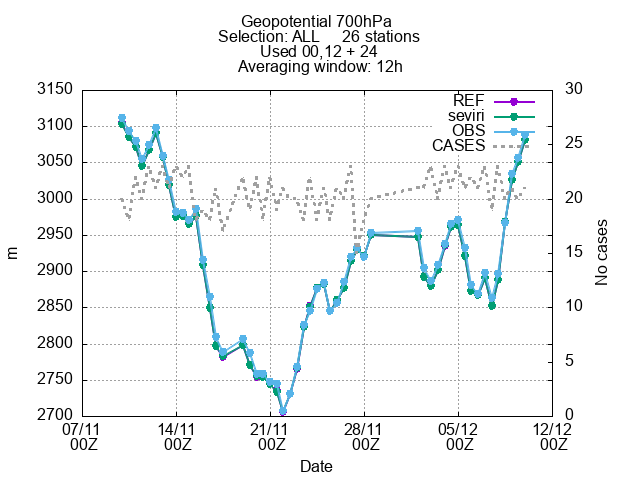 Geopotential 700hPa
Selection: ALL     26 stations
Used 00,12 + 24
Averaging window: 12h
3150
3100
3050
3000
2950
2900
2850
2800
2750
2700
m
30
25
20
15
10
5
0
No cases
REF
seviri
OBS
CASES
07/11 14/11 21/11 28/11 05/12 12/12
00Z 00Z 00Z 00Z 00Z 00Z
Date